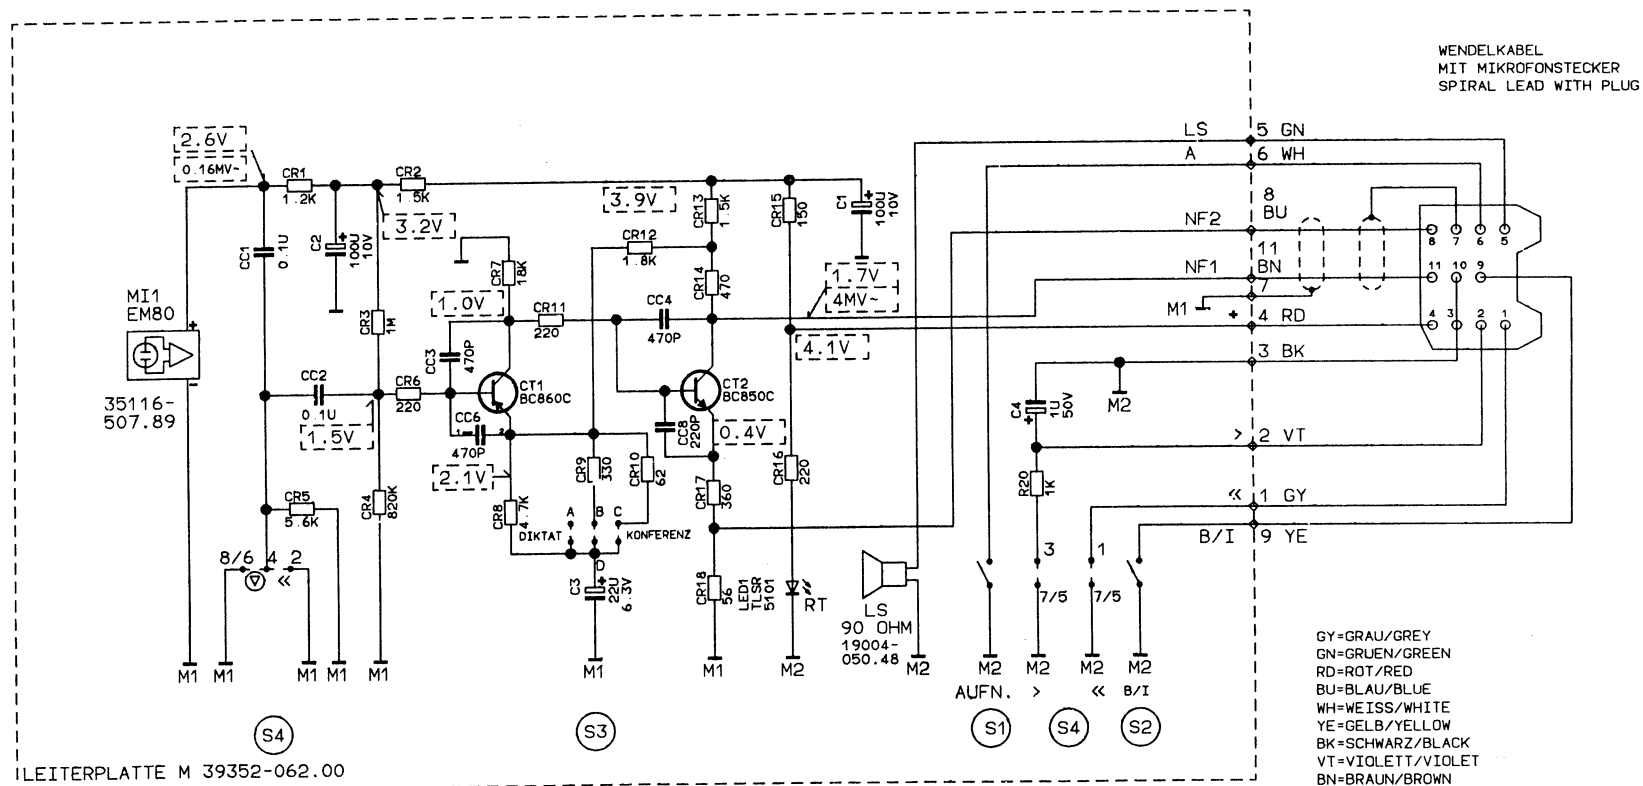 WENDELKABEL
MIT MIKROFONSTECKER
SPIRAL LEAD WITH PLUG
LS
5 GN
A
6 WH
8
BU
NF2
11
BN
NF1
7
M1
+
4 RD
3 BK
M2
> 2 VT
« 1 GY
B/I 9 YE
8 7 6 5
11 10 9
4 3 2 1
2.6V
0.16MV~
CR1
1.2K
CR2
1.5K
3.2V
3.9V
CR13
1.5K
CR15
150
C1
+
100U
10V
CC1
0.1U
C2
+
100U
10V
CR7
18K
CR12
1.8K
CR14
470
1.7V
4MV~
MI1
EM80
+
-
35116-
507.89
CR3
1M
1.0V
CR11
220
CC4
470P
4.1V
CC3
470P
CC2
0.1U
CR6
220
CT1
BC860C
CT2
BC850C
1.5V
CC6
1 2
470P
CC8
220P
0.4V
2.1V
CR9
330
CR10
62
CR16
220
CR17
360
C4
+
1U
50V
R20
1K
CR5
5.6K
CR4
820K
CR8
4.7K
A B C
DIKTAT
KONFERENZ
D
8/6 4 2
«
C3
+
22U
6.3V
CR18
56
LED1
TLSR
5101
RT
LS
90 OHM
19004-
050.48
3
7/5
1
7/5
M1 M1 M1 M1 M1 M1 M1 M2 M2 M2 M2 M2 M2
AUFN. > « B/I
S4 S3 S1 S4 S2
LEITERPLATTE M 39352-062.00
GY=GRAU/GREY
GN=GRUEN/GREEN
RD=ROT/RED
BU=BLAU/BLUE
WH=WEISS/WHITE
YE=GELB/YELLOW
BK=SCHWARZ/BLACK
VT=VIOLETT/VIOLET
BN=BRAUN/BROWN